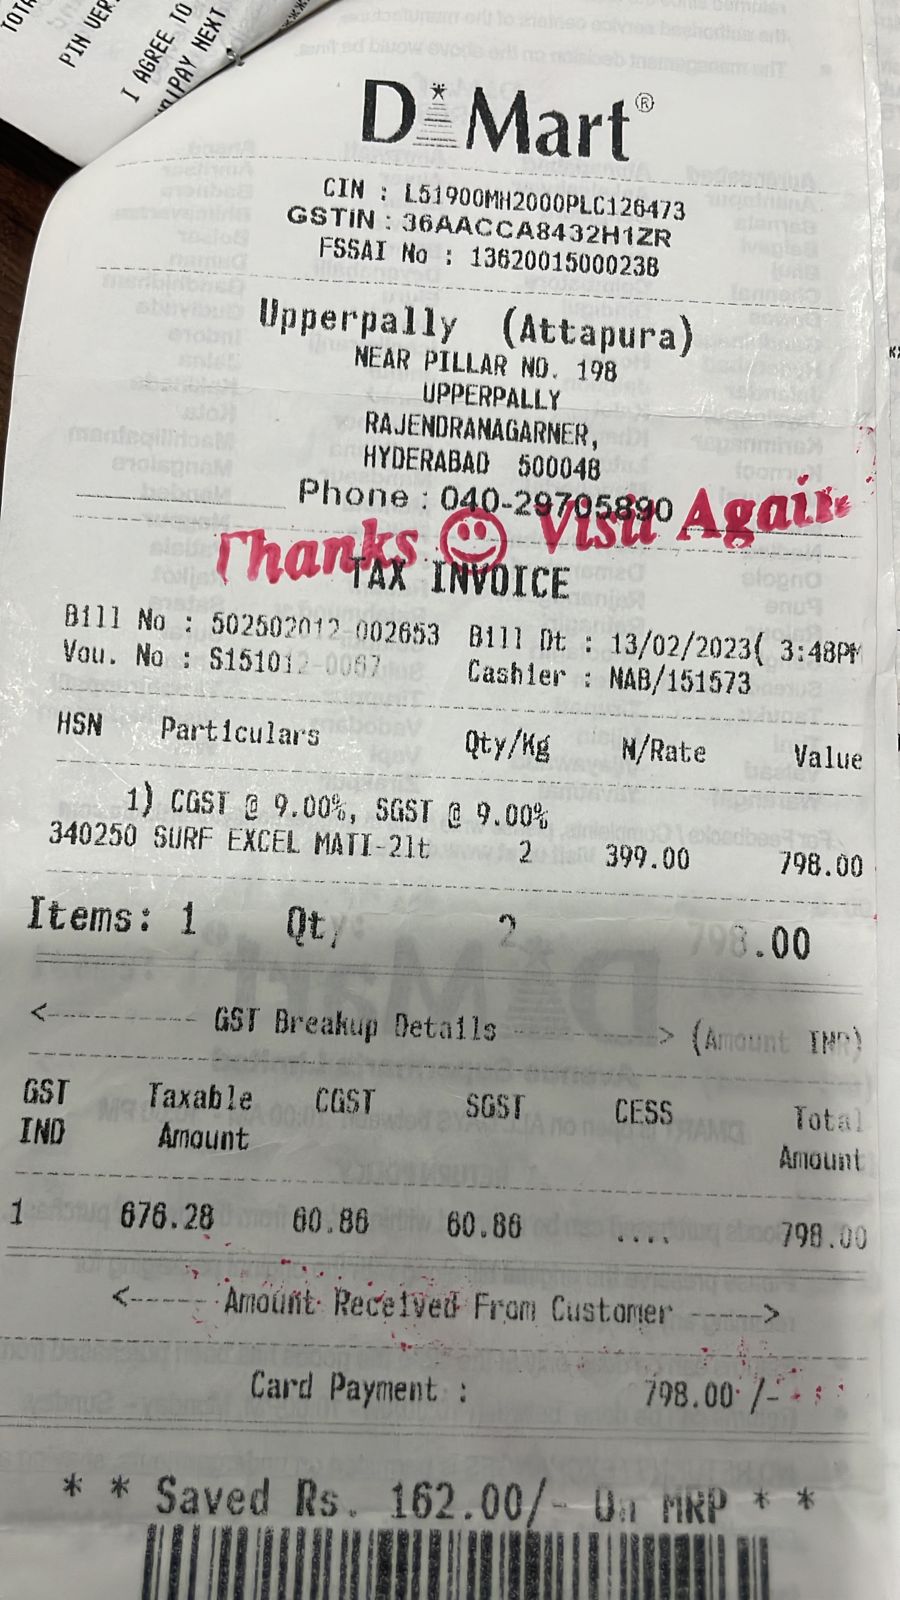 TOTA
PIN VER
I AGREE TO
PAY NEXT
D Mart®
CIN : L51900MH2000PLC126473
GSTIN : 36AACCA8432H1ZR
FSSAI No : 13620015000238
Upperpally (Attapura)
NEAR PILLAR NO. 198
UPPERPALLY
RAJENDRANAGARNER,
HYDERABAD 500048
Phone : 040-29705890
Thanks Visit Again
TAX INVOICE
Bill No : 502502012-002653 Bill Dt : 13/02/2023( 3:48PM
Vou. No : S151012-0067 Cashier : NAB/151573
HSN Particulars Qty/Kg N/Rate Value
1) CGST @ 9.00%, SGST @ 9.00%
340250 SURF EXCEL MATI-2lt 2 399.00 798.00
Items: 1 Qty: 2 798.00
<---------- GST Breakup Details ----------> (Amount INR)
GST Taxable CGST SGST CESS Total
IND Amount Amount
1 676.28 60.86 60.86 .... 798.00
<----- Amount Received From Customer ----->
Card Payment : 798.00 /-
* * Saved Rs. 162.00/- On MRP * *